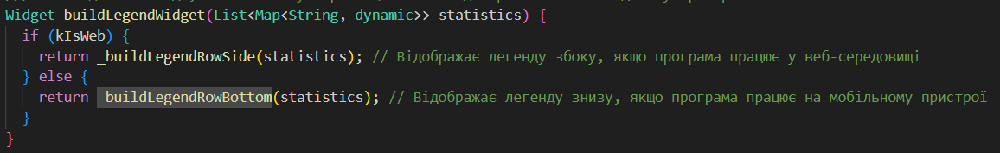 Widget buildLegendWidget(List<Map<String, dynamic>> statistics) {
if (kIsWeb) {
return _buildLegendRowSide(statistics); // Відображає легенду збоку, якщо програма працює у веб-середовищі
} else {
return _buildLegendRowBottom(statistics); // Відображає легенду знизу, якщо програма працює на мобільному пристрої
}
}